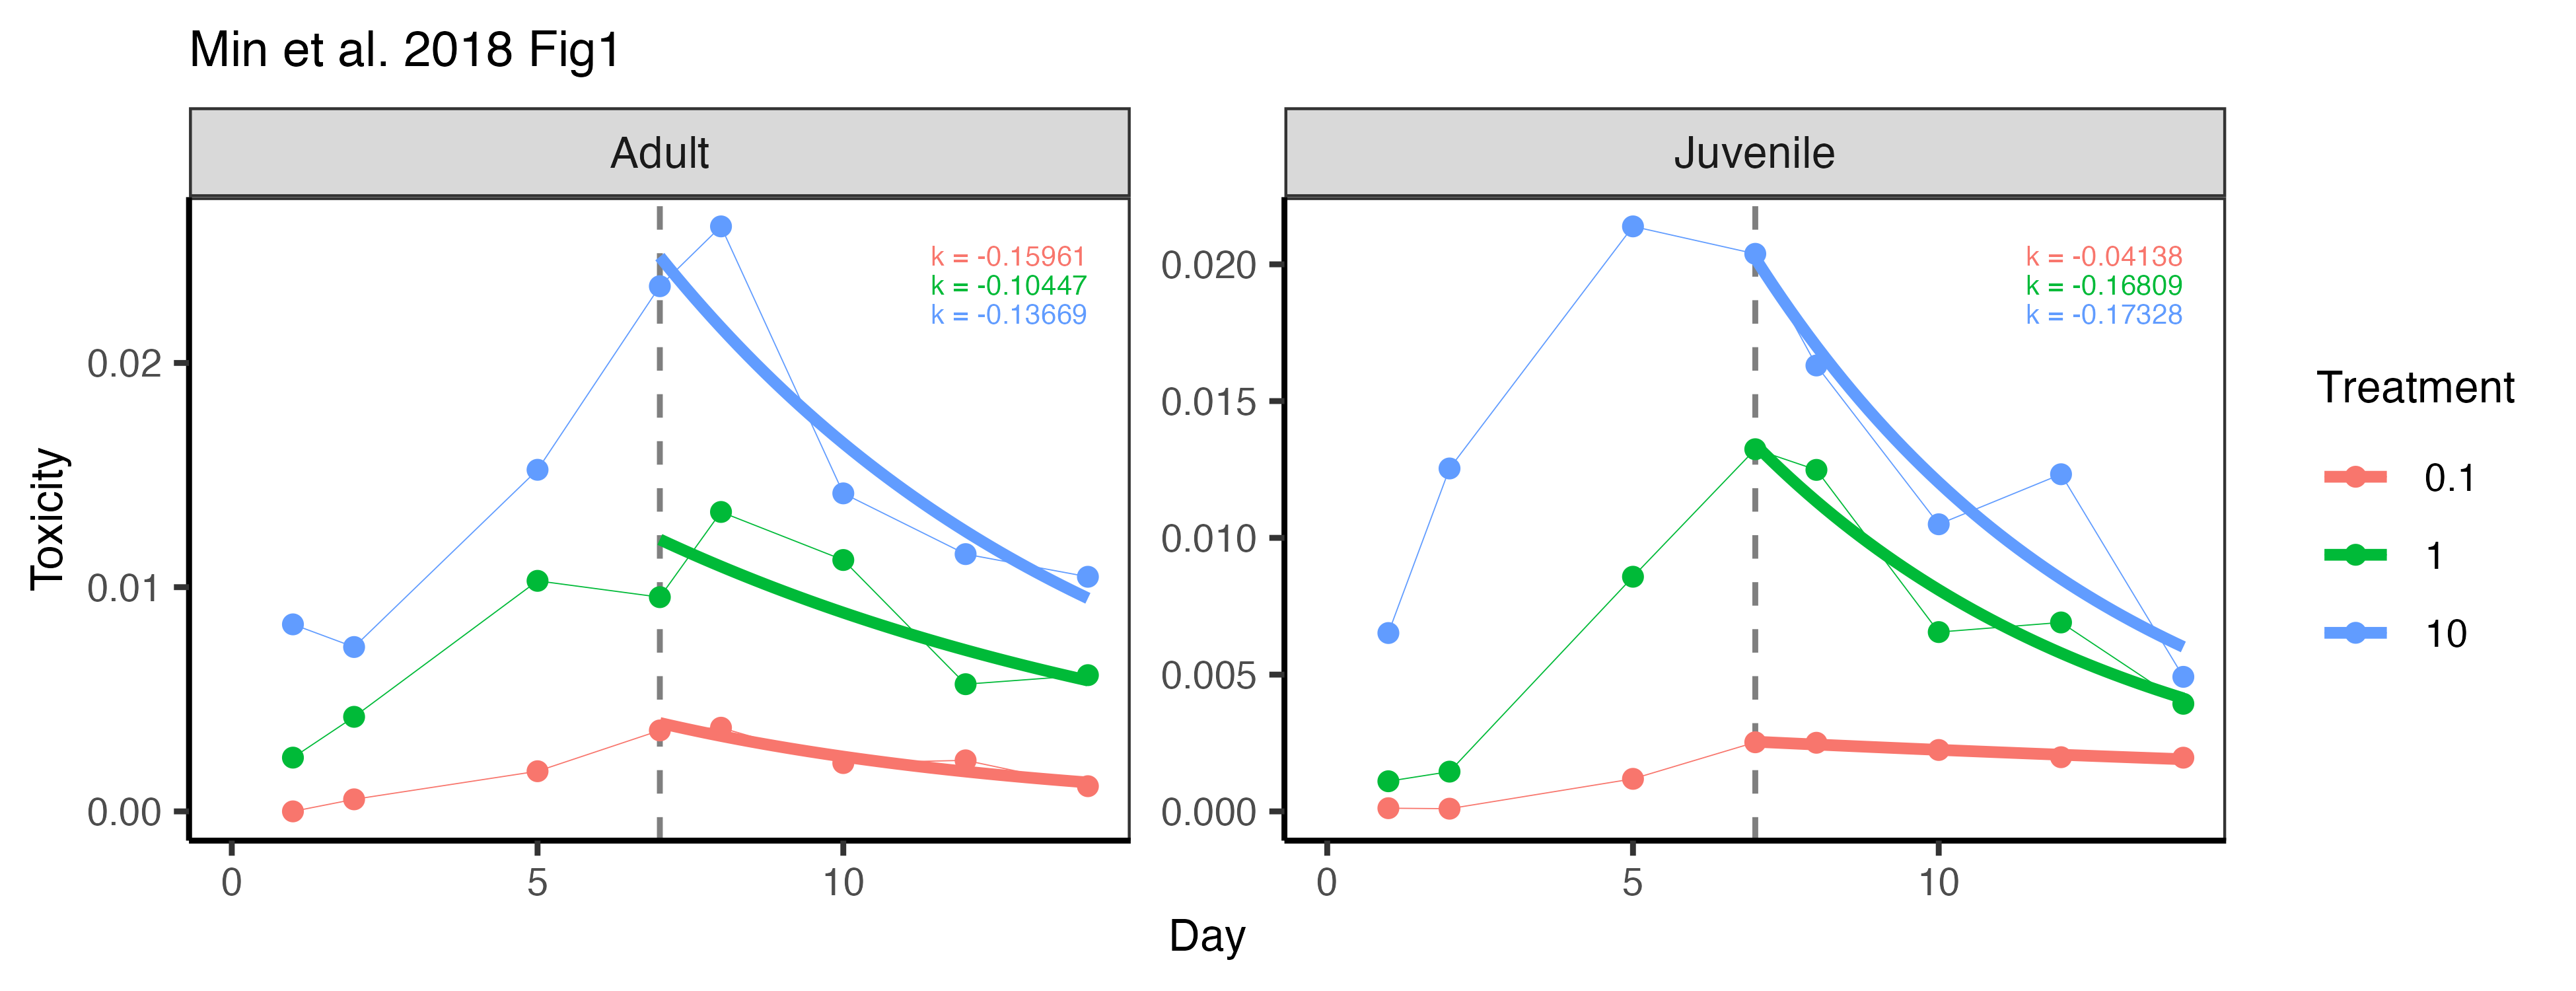 Min et al. 2018 Fig1
Adult
Juvenile
k = -0.15961
k = -0.10447
k = -0.13669
k = -0.04138
k = -0.16809
k = -0.17328
Toxicity
0.02
0.01
0.00
0.020
0.015
0.010
0.005
0.000
0 5 10
0 5 10
Day
Treatment
0.1
1
10